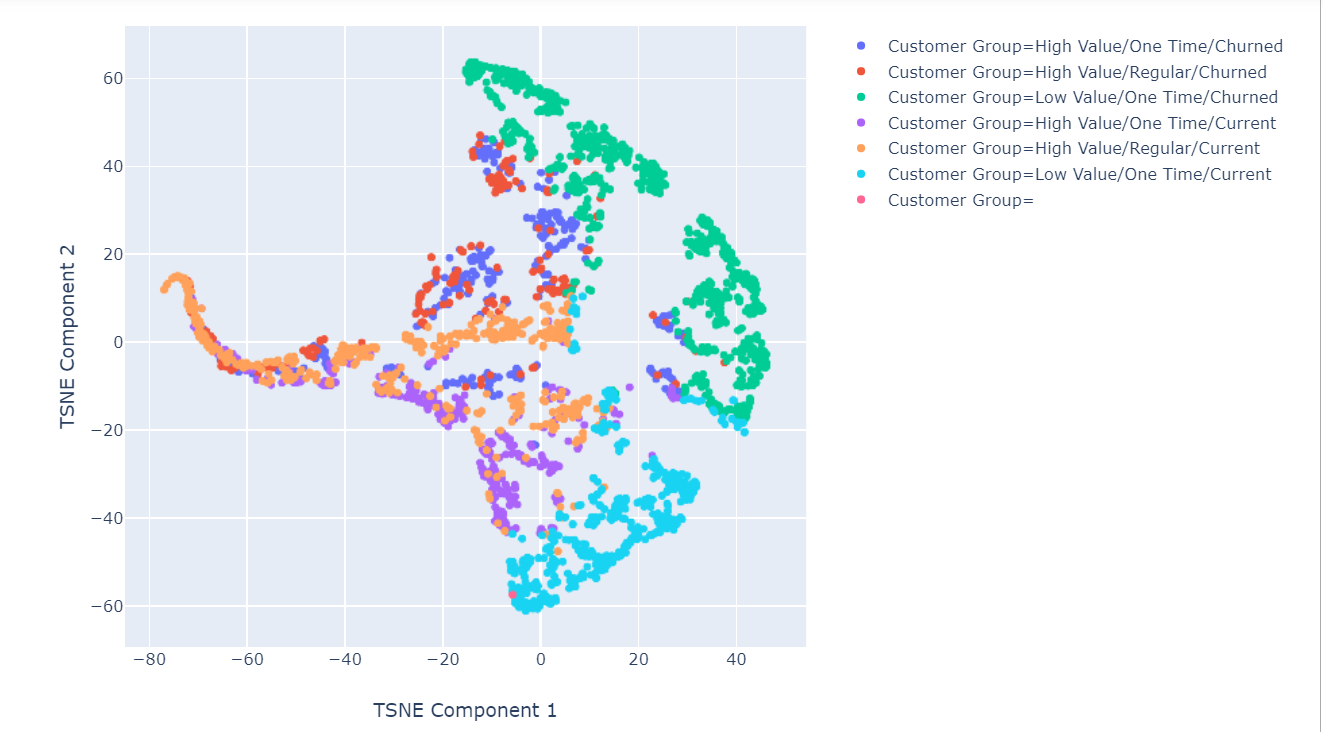 Customer Group=High Value/One Time/Churned
Customer Group=High Value/Regular/Churned
Customer Group=Low Value/One Time/Churned
Customer Group=High Value/One Time/Current
Customer Group=High Value/Regular/Current
Customer Group=Low Value/One Time/Current
Customer Group=
TSNE Component 2
60
40
20
0
−20
−40
−60
−80
−60
−40
−20
0
20
40
TSNE Component 1